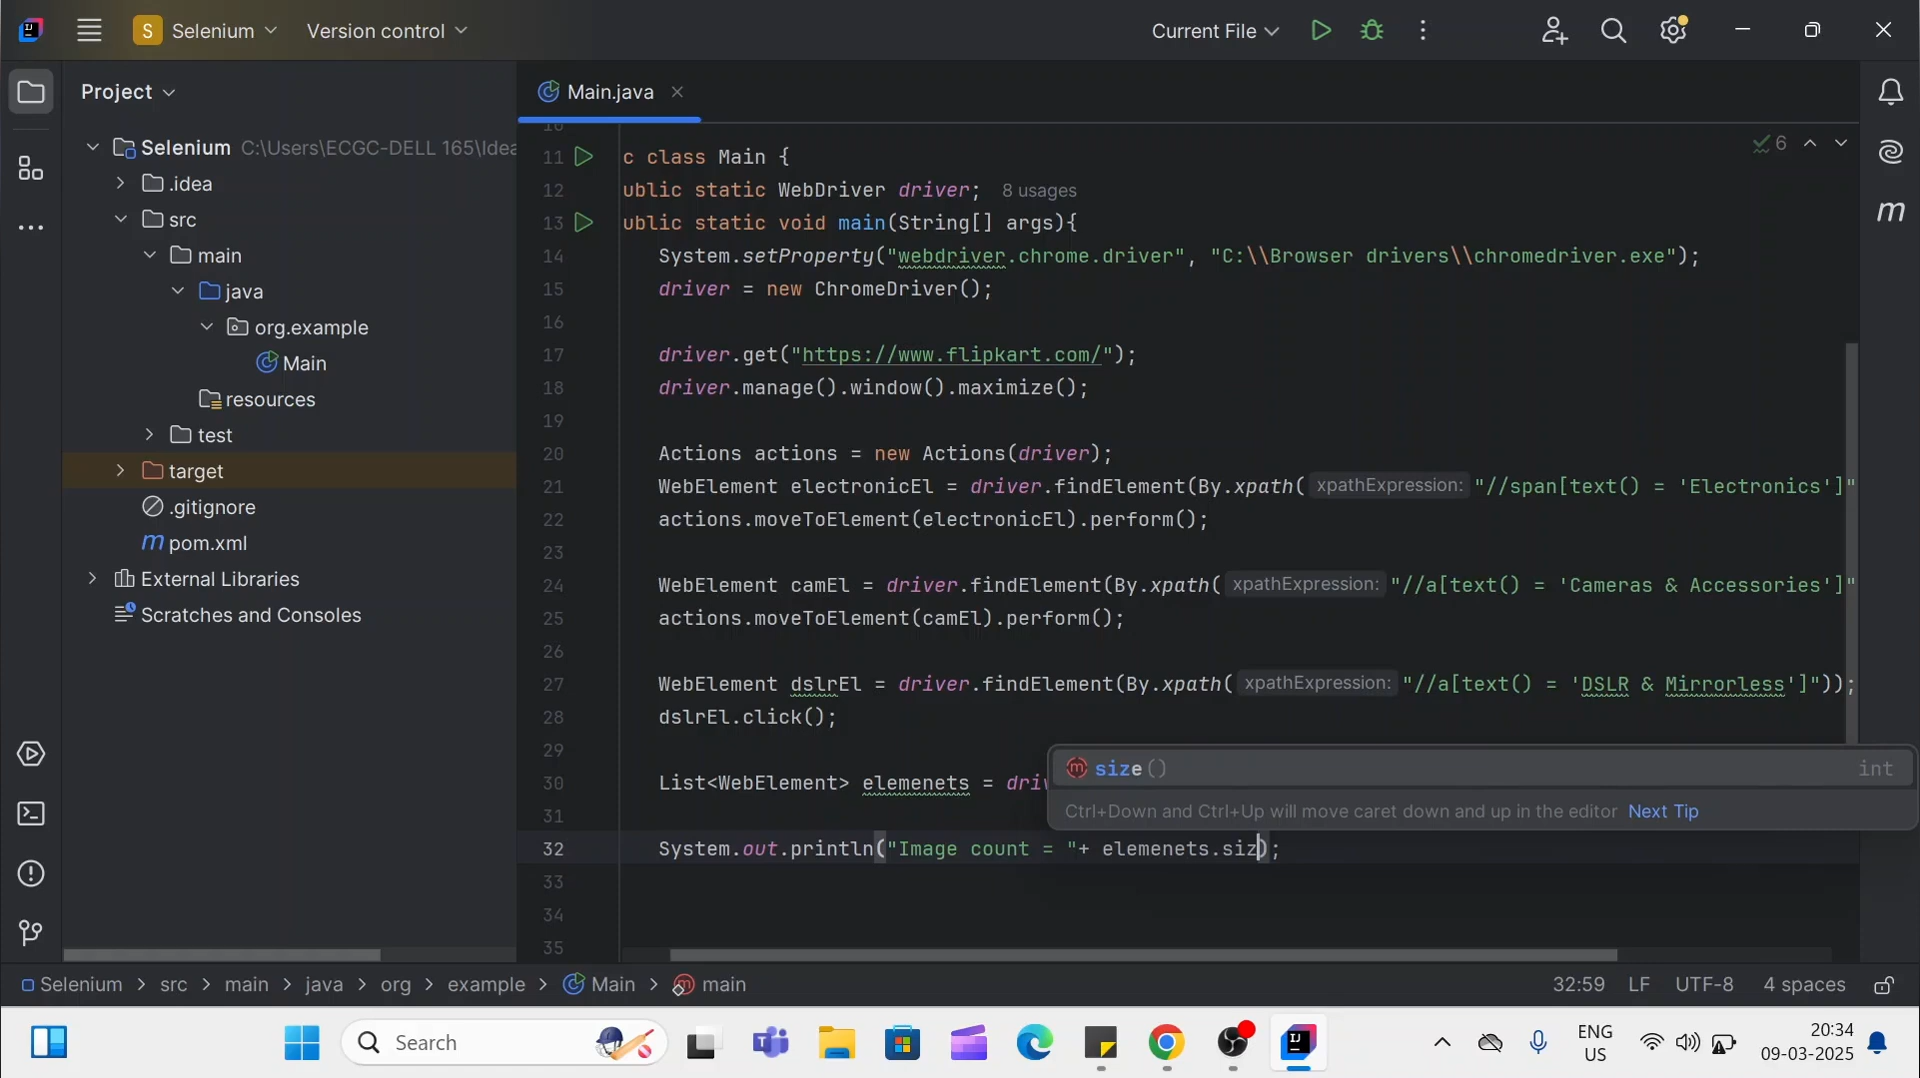 S Selenium Version control Current File
Project Main.java
Selenium C:\Users\ECGC-DELL 165\Idea
.idea
src
main
java
org.example
Main
resources
test
target
.gitignore
m pom.xml
External Libraries
Scratches and Consoles
6
10
11 c class Main {
12 ublic static WebDriver driver; 8 usages
13 ublic static void main(String[] args){
14 System.setProperty("webdriver.chrome.driver", "C:\\Browser drivers\\chromedriver.exe");
15 driver = new ChromeDriver();
16
17 driver.get("https://www.flipkart.com/");
18 driver.manage().window().maximize();
19
20 Actions actions = new Actions(driver);
21 WebElement electronicEl = driver.findElement(By.xpath( xpathExpression: "//span[text() = 'Electronics']"
22 actions.moveToElement(electronicEl).perform();
23
24 WebElement camEl = driver.findElement(By.xpath( xpathExpression: "//a[text() = 'Cameras & Accessories']"
25 actions.moveToElement(camEl).perform();
26
27 WebElement dslrEl = driver.findElement(By.xpath( xpathExpression: "//a[text() = 'DSLR & Mirrorless']"));
28 dslrEl.click();
29
30 List<WebElement> elemenets = driv
31
32 System.out.println("Image count = "+ elemenets.siz);
33
34
35
m size() int
Ctrl+Down and Ctrl+Up will move caret down and up in the editor Next Tip
m
Selenium > src > main > java > org > example > Main > m main 32:59 LF UTF-8 4 spaces
Search
ENG
US
20:34
09-03-2025